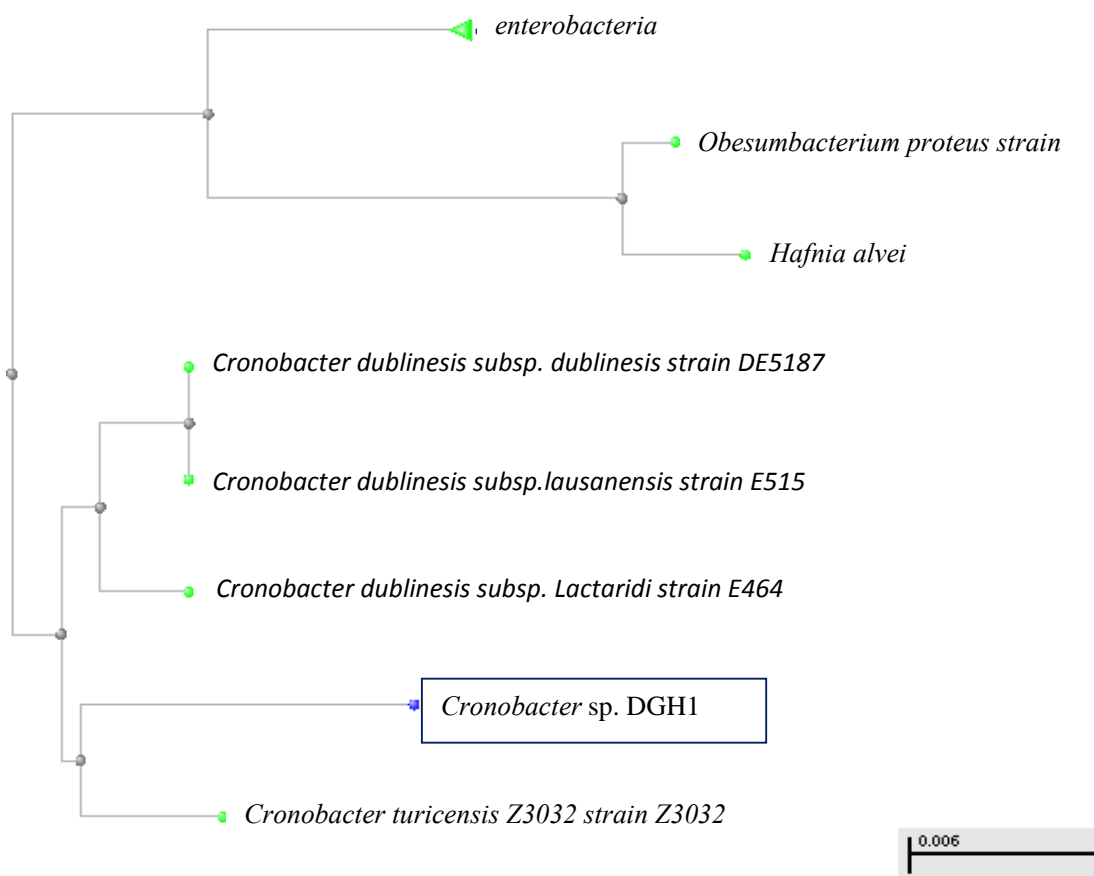 enterobacteria
Obesumbacterium proteus strain
Hafnia alvei
Cronobacter dublinesis subsp. dublinesis strain DE5187
Cronobacter dublinesis subsp.lausanensis strain E515
Cronobacter dublinesis subsp. Lactaridi strain E464
Cronobacter sp. DGH1
Cronobacter turicensis Z3032 strain Z3032
0.006